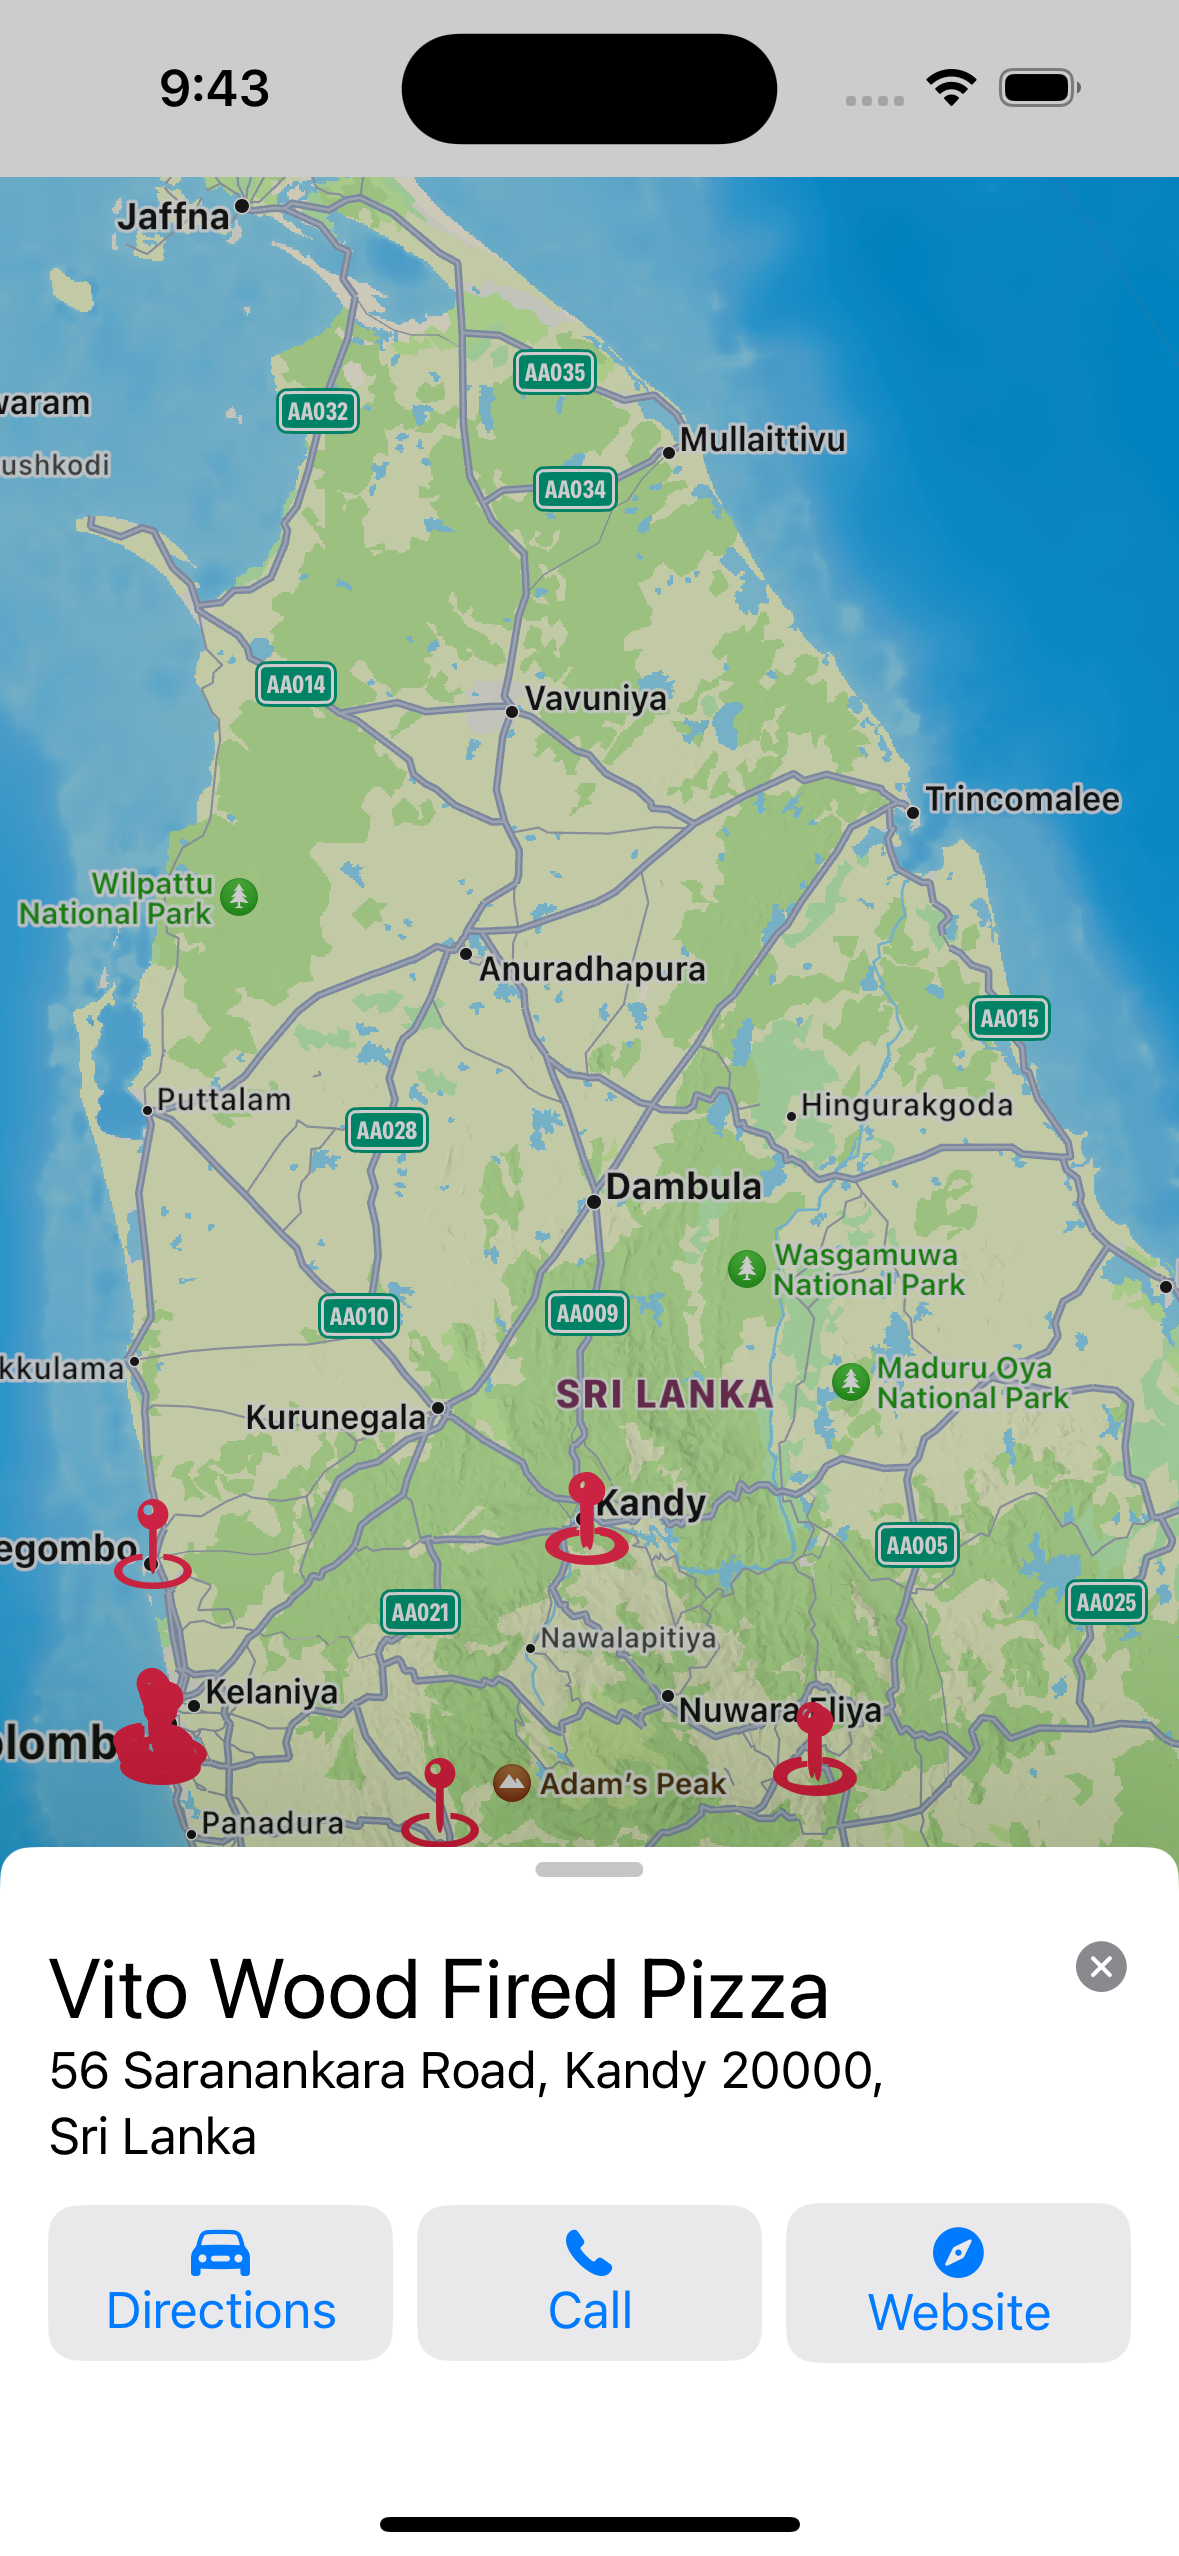 9:43
Jaffna
AA035
AA032
waram
Mullaittivu
ushkodi
AA034
AA014
Vavuniya
Trincomalee
Wilpattu
National Park
Anuradhapura
AA015
Puttalam
Hingurakgoda
AA028
Dambula
Wasgamuwa
National Park
AA010
AA009
kkulama
Maduru Oya
National Park
SRI LANKA
Kurunegala
Kandy
egombo
AA005
AA025
AA021
Nawalapitiya
Kelaniya
Nuwara Eliya
olomb
Adam's Peak
Panadura
Vito Wood Fired Pizza
56 Saranankara Road, Kandy 20000,
Sri Lanka
Directions
Call
Website